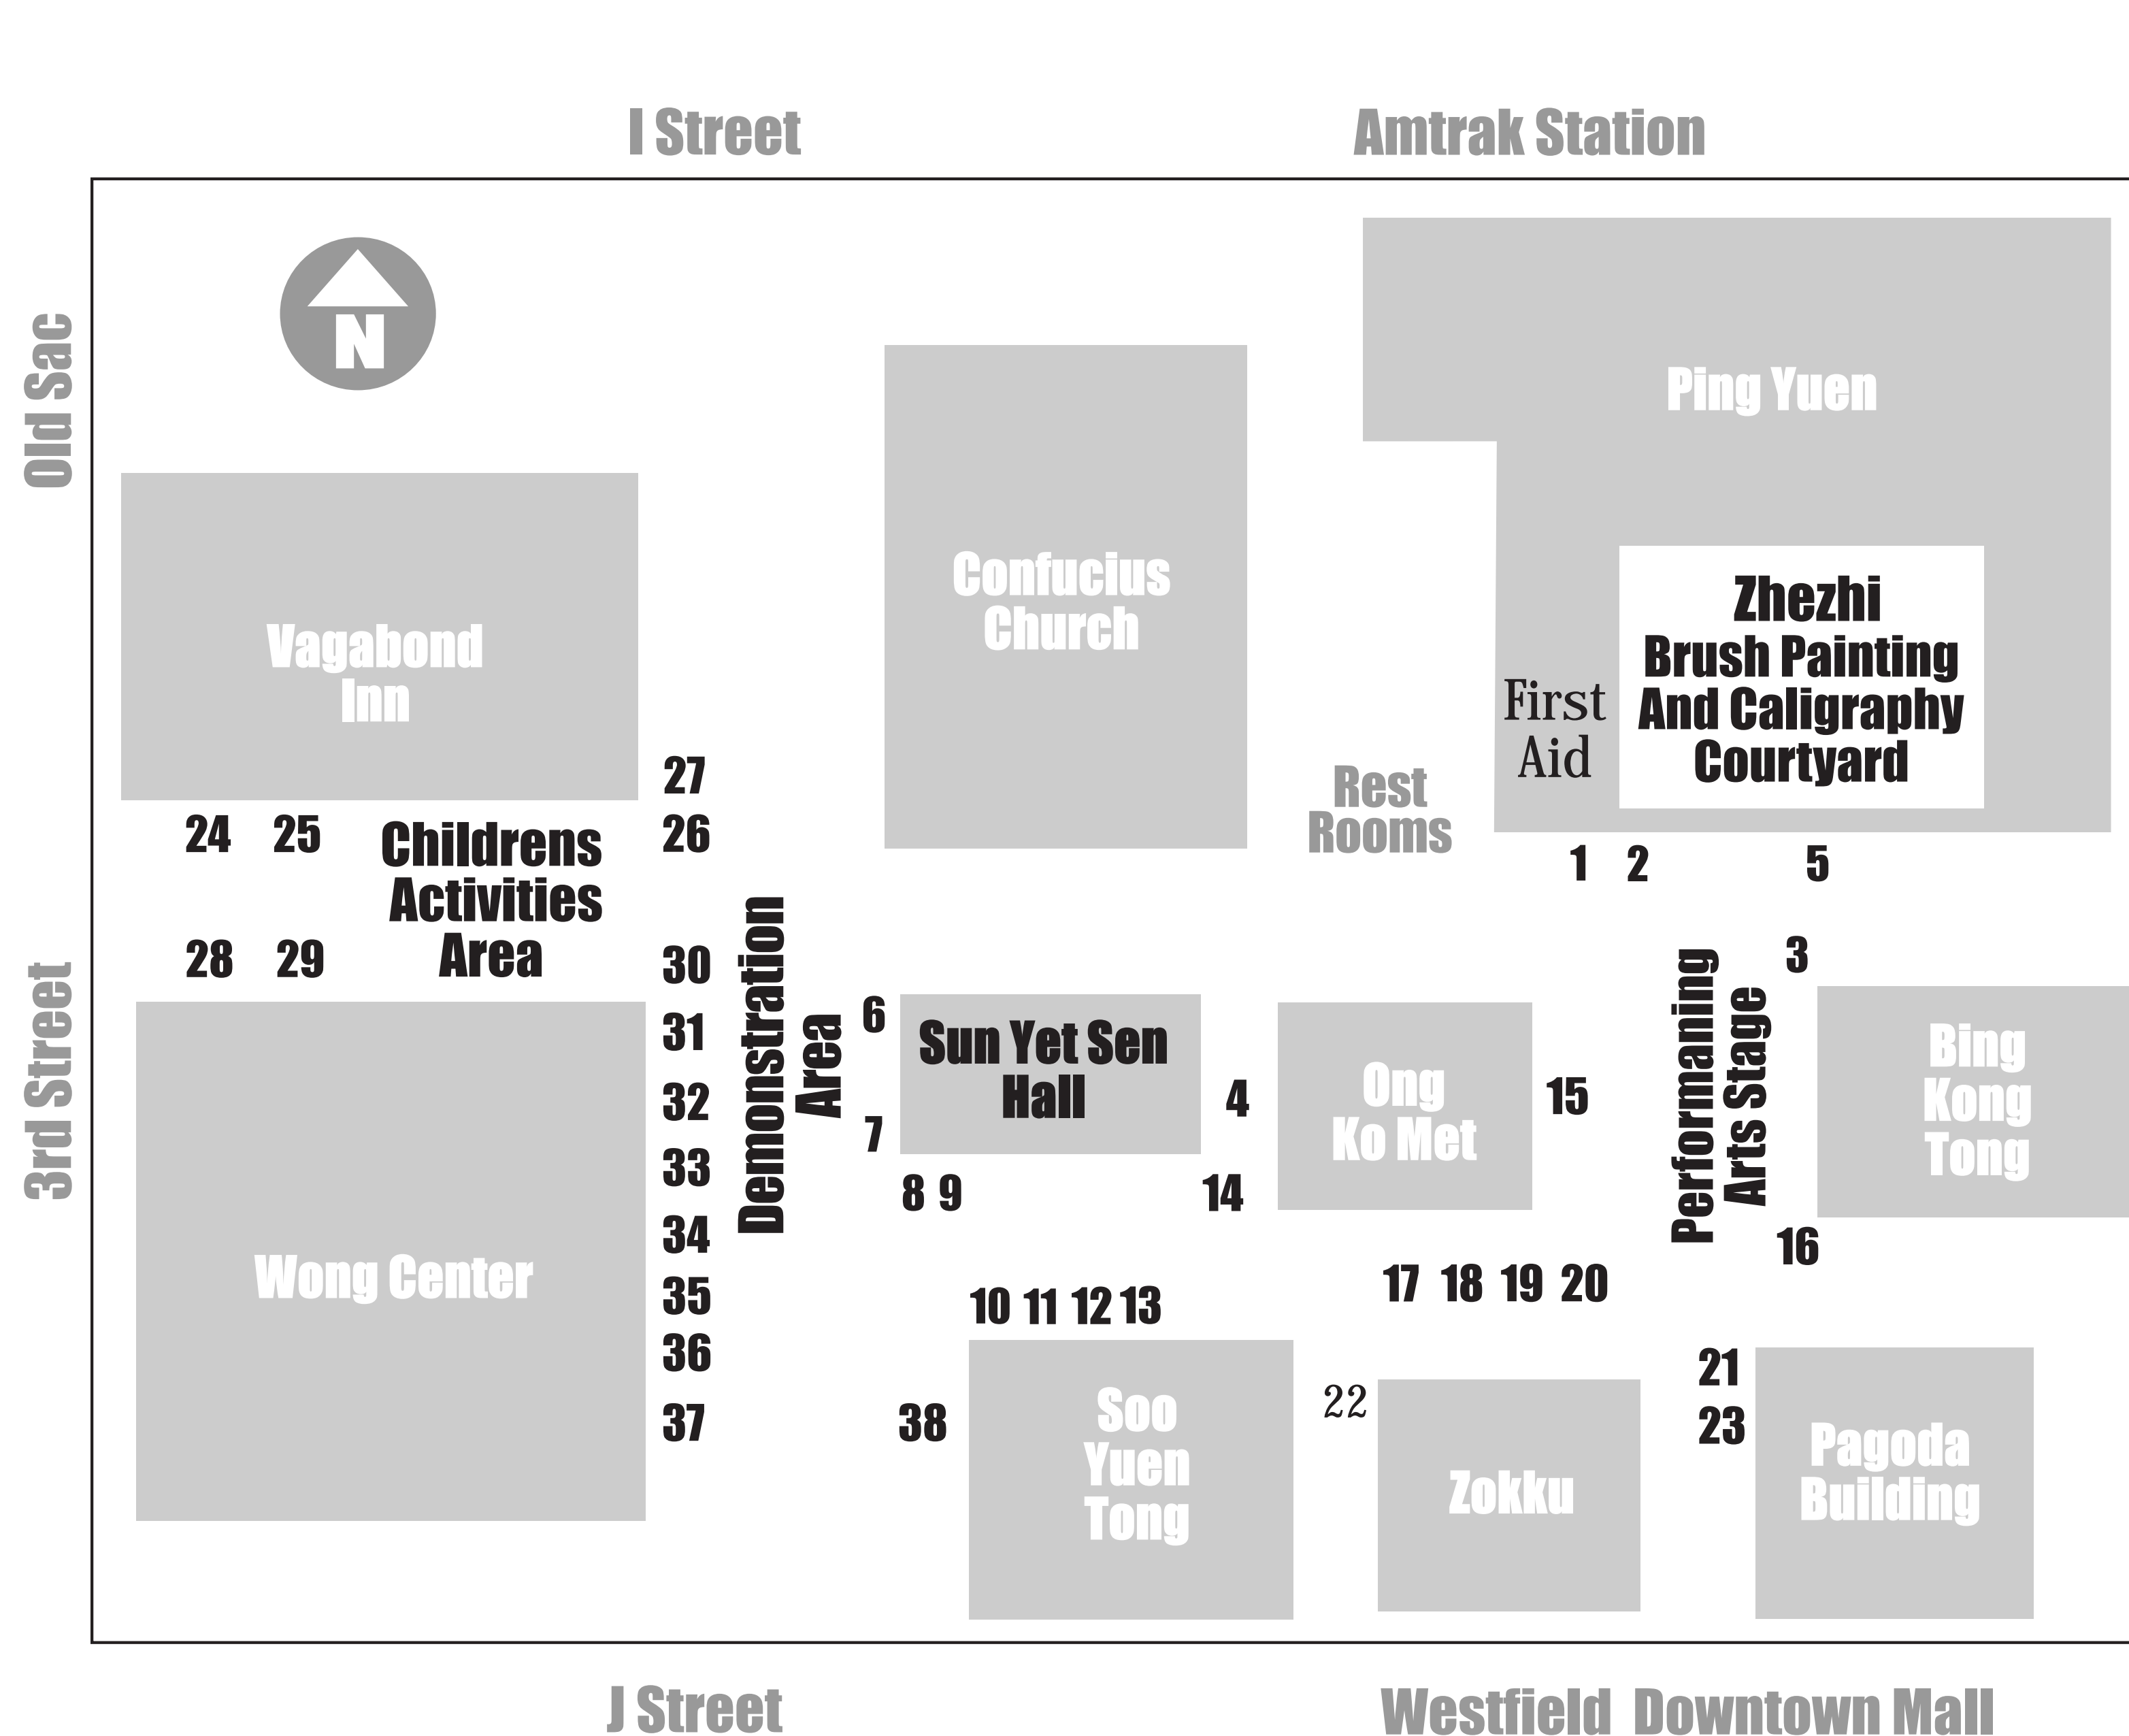 I Street
Amtrak Station
Old Sac
N
Ping Yuen
Confucius
Church
Vagabond
Inn
Zhezhi
Brush Painting
And Caligraphy
Courtyard
First
Aid
Rest
Rooms
27
24 25
26
Childrens
Activities
Area
1 2 5
28 29
30
3
3rd Street
Demonstration
Area
6
Sun Yet Sen
Hall
Ong
Ko Met
Performaning
Arts Stage
Bing
Kong
Tong
31
32
4
15
7
33
8 9
14
34
16
Wong Center
35
10 11 12 13
17 18 19 20
36
21
22
37
38
23
Soo
Yuen
Tong
Zokku
Pagoda
Building
J Street
Westfield Downtown Mall